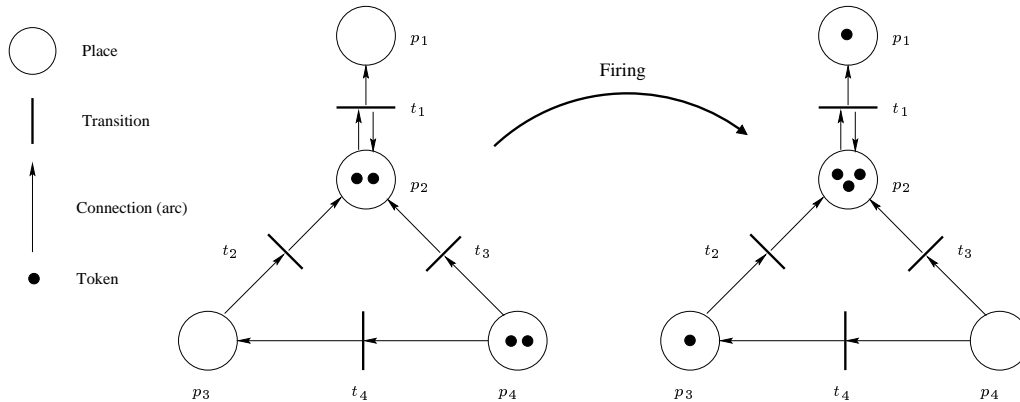 Place
Transition
Connection (arc)
Token
p1
t1
p2
t2
t3
p3
t4
p4
Firing
p1
t1
p2
t2
t3
p3
t4
p4